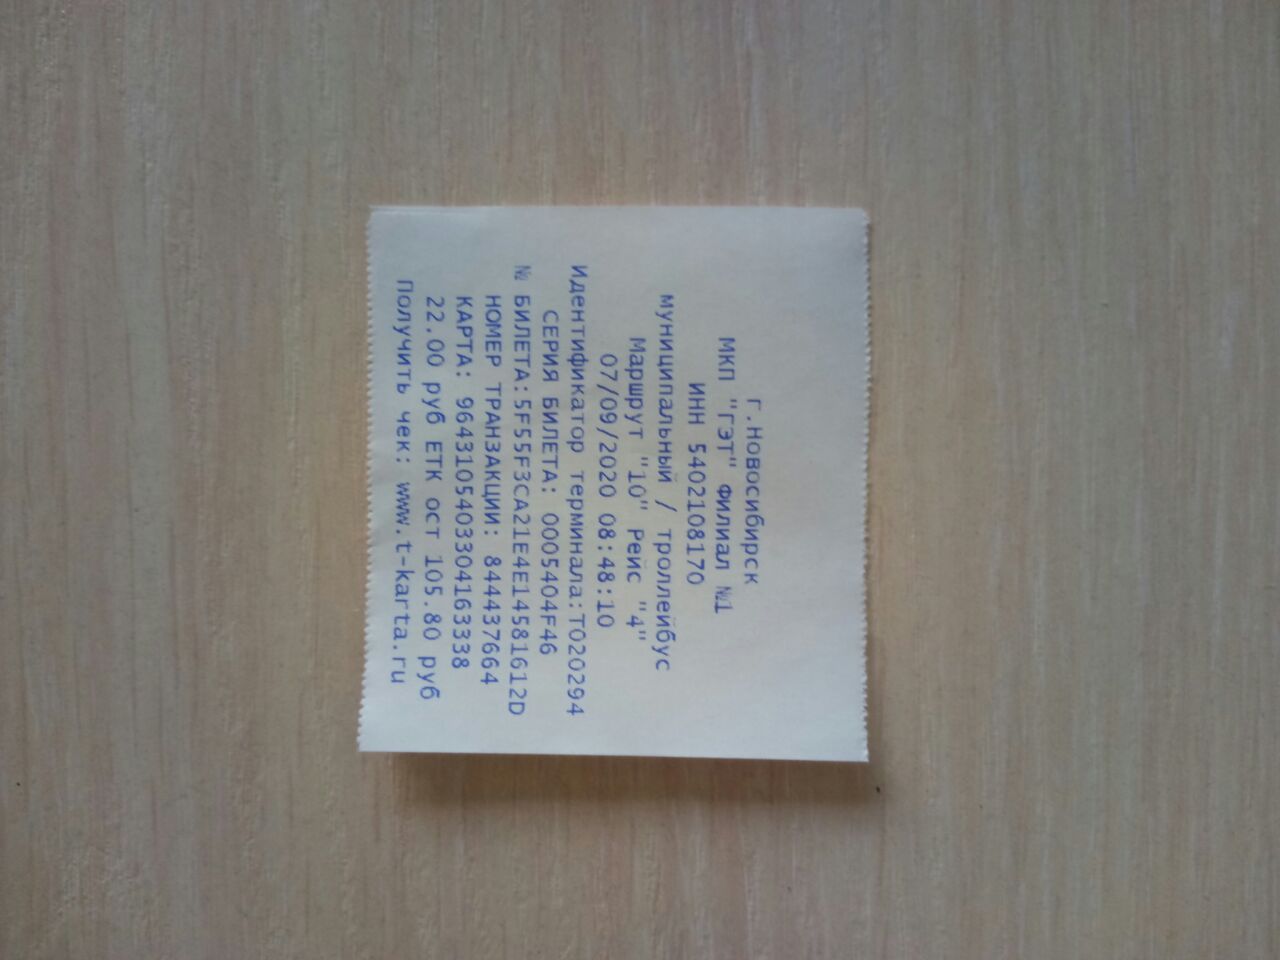 г.Новосибирск
МКП "ГЭТ" Филиал №1
ИНН 5402108170
муниципальный / троллейбус
Маршрут "10" Рейс "4"
07/09/2020 08:48:10
Идентификатор терминала:T020294
СЕРИЯ БИЛЕТА: 0005404F46
№ БИЛЕТА:5F55F3CA21E4E14581612D
НОМЕР ТРАНЗАКЦИИ: 844437664
КАРТА: 9643105403304163338
22.00 руб ЕТК ост 105.80 руб
Получить чек: www.t-karta.ru